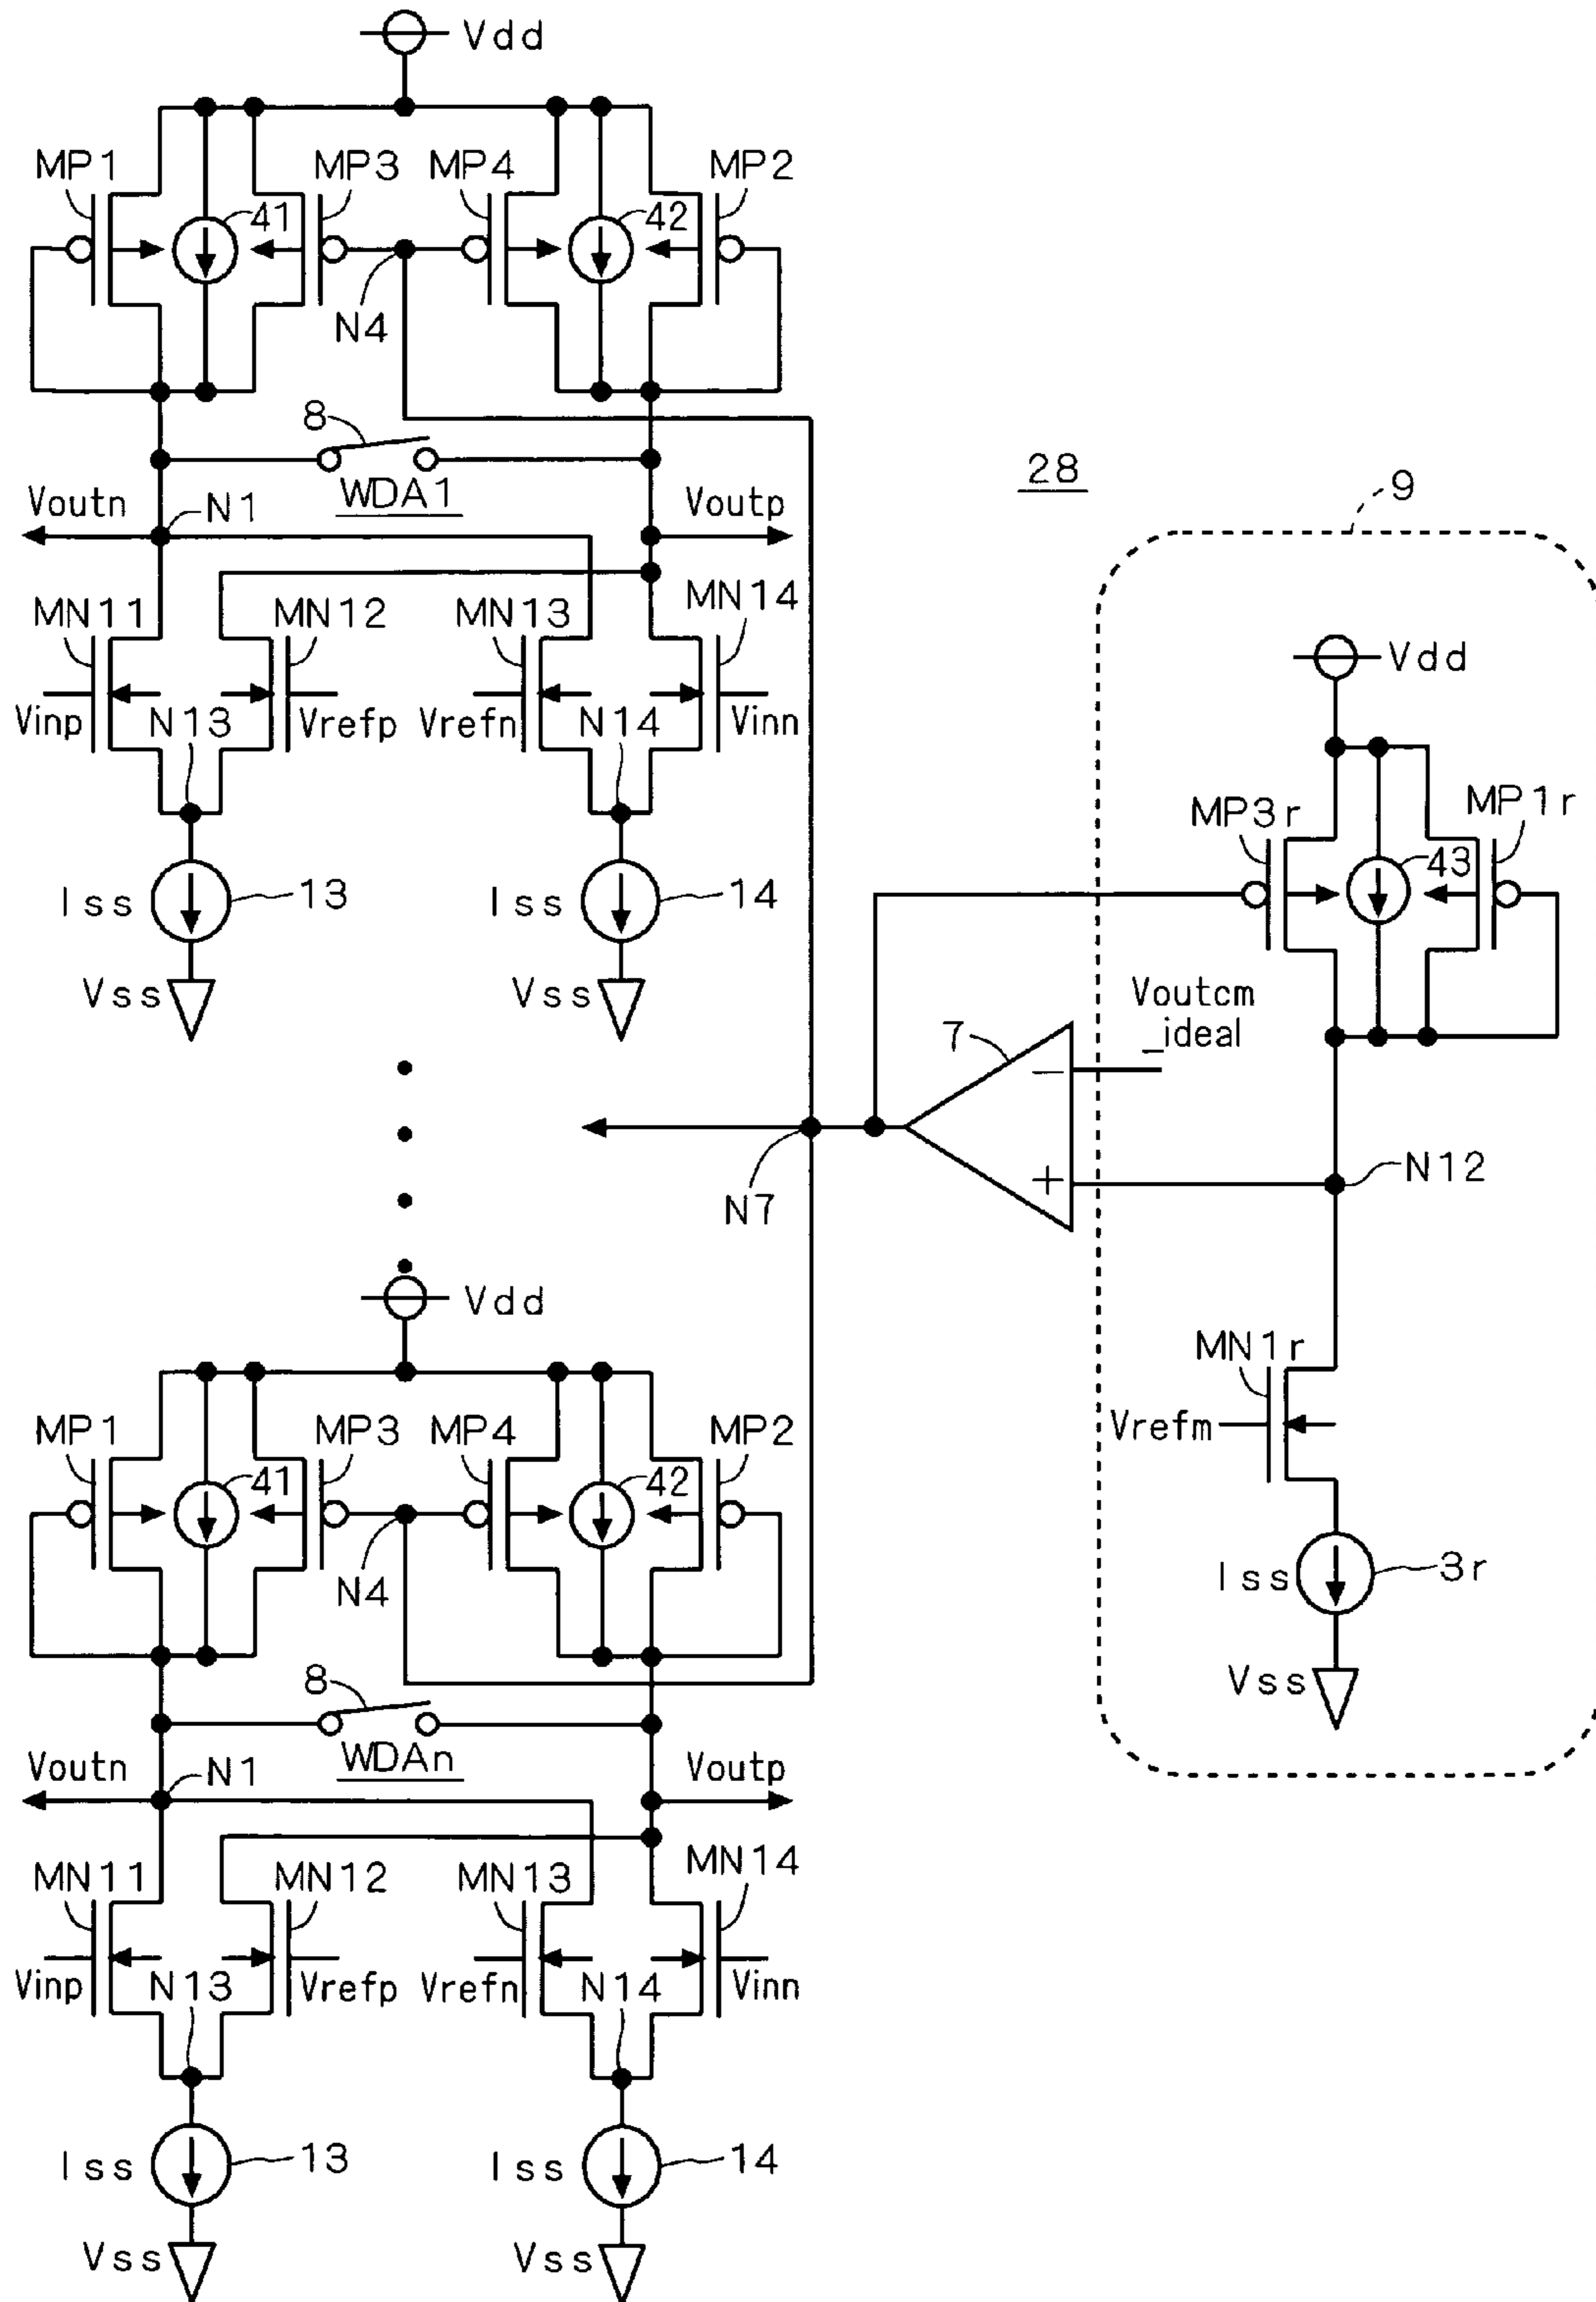 Vdd
MP1
MP3
MP4
MP2
41
42
N4
8
WDA1
Voutn
N1
Voutp
MN11
MN12
MN13
MN14
Vinp
N13
Vrefp
Vrefn
N14
Vinn
Iss
13
Iss
14
Vss
Vss
28
9
Vdd
MP3r
MP1r
43
Voutcm
_ideal
7
−
+
N12
N7
MN1r
Vrefm
Iss
3r
Vss
Vdd
MP1
MP3
MP4
MP2
41
42
N4
8
WDAn
Voutn
N1
Voutp
MN11
MN12
MN13
MN14
Vinp
N13
Vrefp
Vrefn
N14
Vinn
Iss
13
Iss
14
Vss
Vss